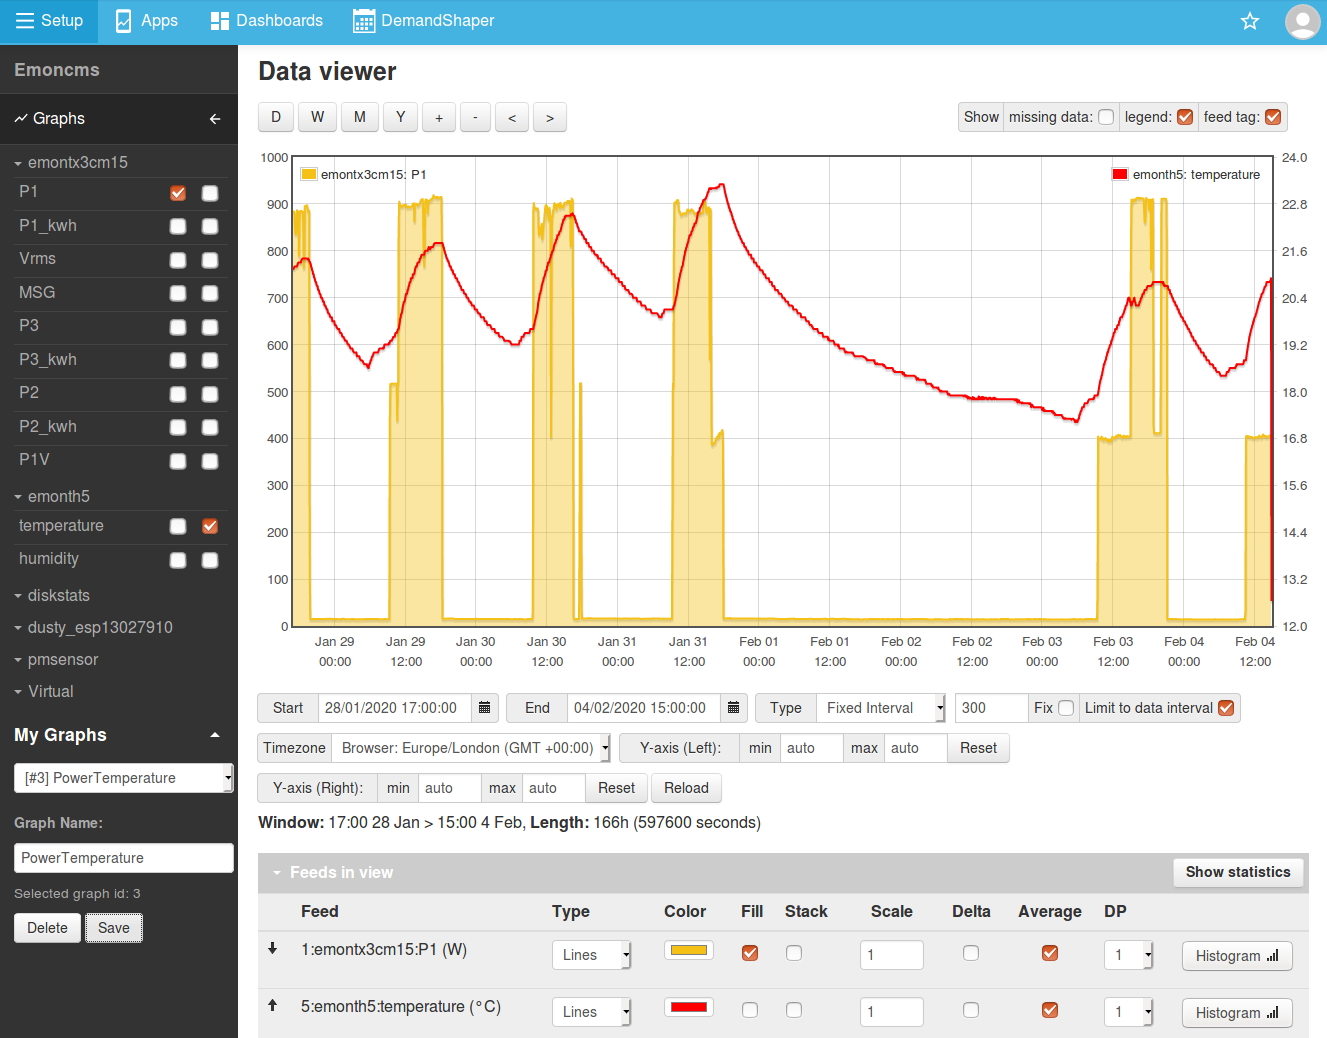 Setup Apps Dashboards DemandShaper
Emoncms
Graphs
emontx3cm15
P1
P1_kwh
Vrms
MSG
P3
P3_kwh
P2
P2_kwh
P1V
emonth5
temperature
humidity
diskstats
dusty_esp13027910
pmsensor
Virtual
My Graphs
[#3] PowerTemperature
Graph Name:
PowerTemperature
Selected graph id: 3
Delete Save
Data viewer
D W M Y + - < >
Show missing data: legend: feed tag:
emontx3cm15: P1
emonth5: temperature
1000
900
800
700
600
500
400
300
200
100
0
24.0
22.8
21.6
20.4
19.2
18.0
16.8
15.6
14.4
13.2
12.0
Jan 29 Jan 29 Jan 30 Jan 30 Jan 31 Jan 31 Feb 01 Feb 01 Feb 02 Feb 02 Feb 03 Feb 03 Feb 04 Feb 04
00:00 12:00 00:00 12:00 00:00 12:00 00:00 12:00 00:00 12:00 00:00 12:00 00:00 12:00
Start 28/01/2020 17:00:00 End 04/02/2020 15:00:00 Type Fixed Interval 300 Fix Limit to data interval
Timezone Browser: Europe/London (GMT +00:00) Y-axis (Left): min auto max auto Reset
Y-axis (Right): min auto max auto Reset Reload
Window: 17:00 28 Jan > 15:00 4 Feb, Length: 166h (597600 seconds)
Feeds in view Show statistics
Feed Type Color Fill Stack Scale Delta Average DP
1:emontx3cm15:P1 (W) Lines 1 1 Histogram
5:emonth5:temperature (°C) Lines 1 1 Histogram